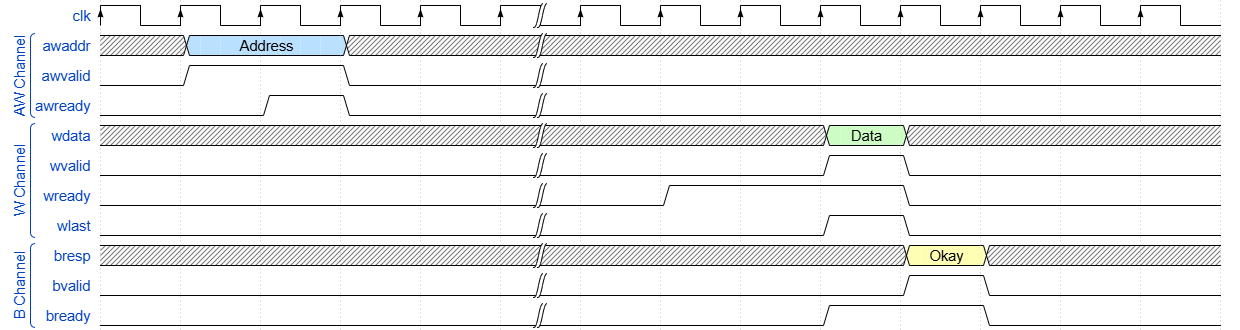 clk
AW Channel
awaddr
Address
awvalid
awready
W Channel
wdata
Data
wvalid
wready
wlast
B Channel
bresp
Okay
bvalid
bready